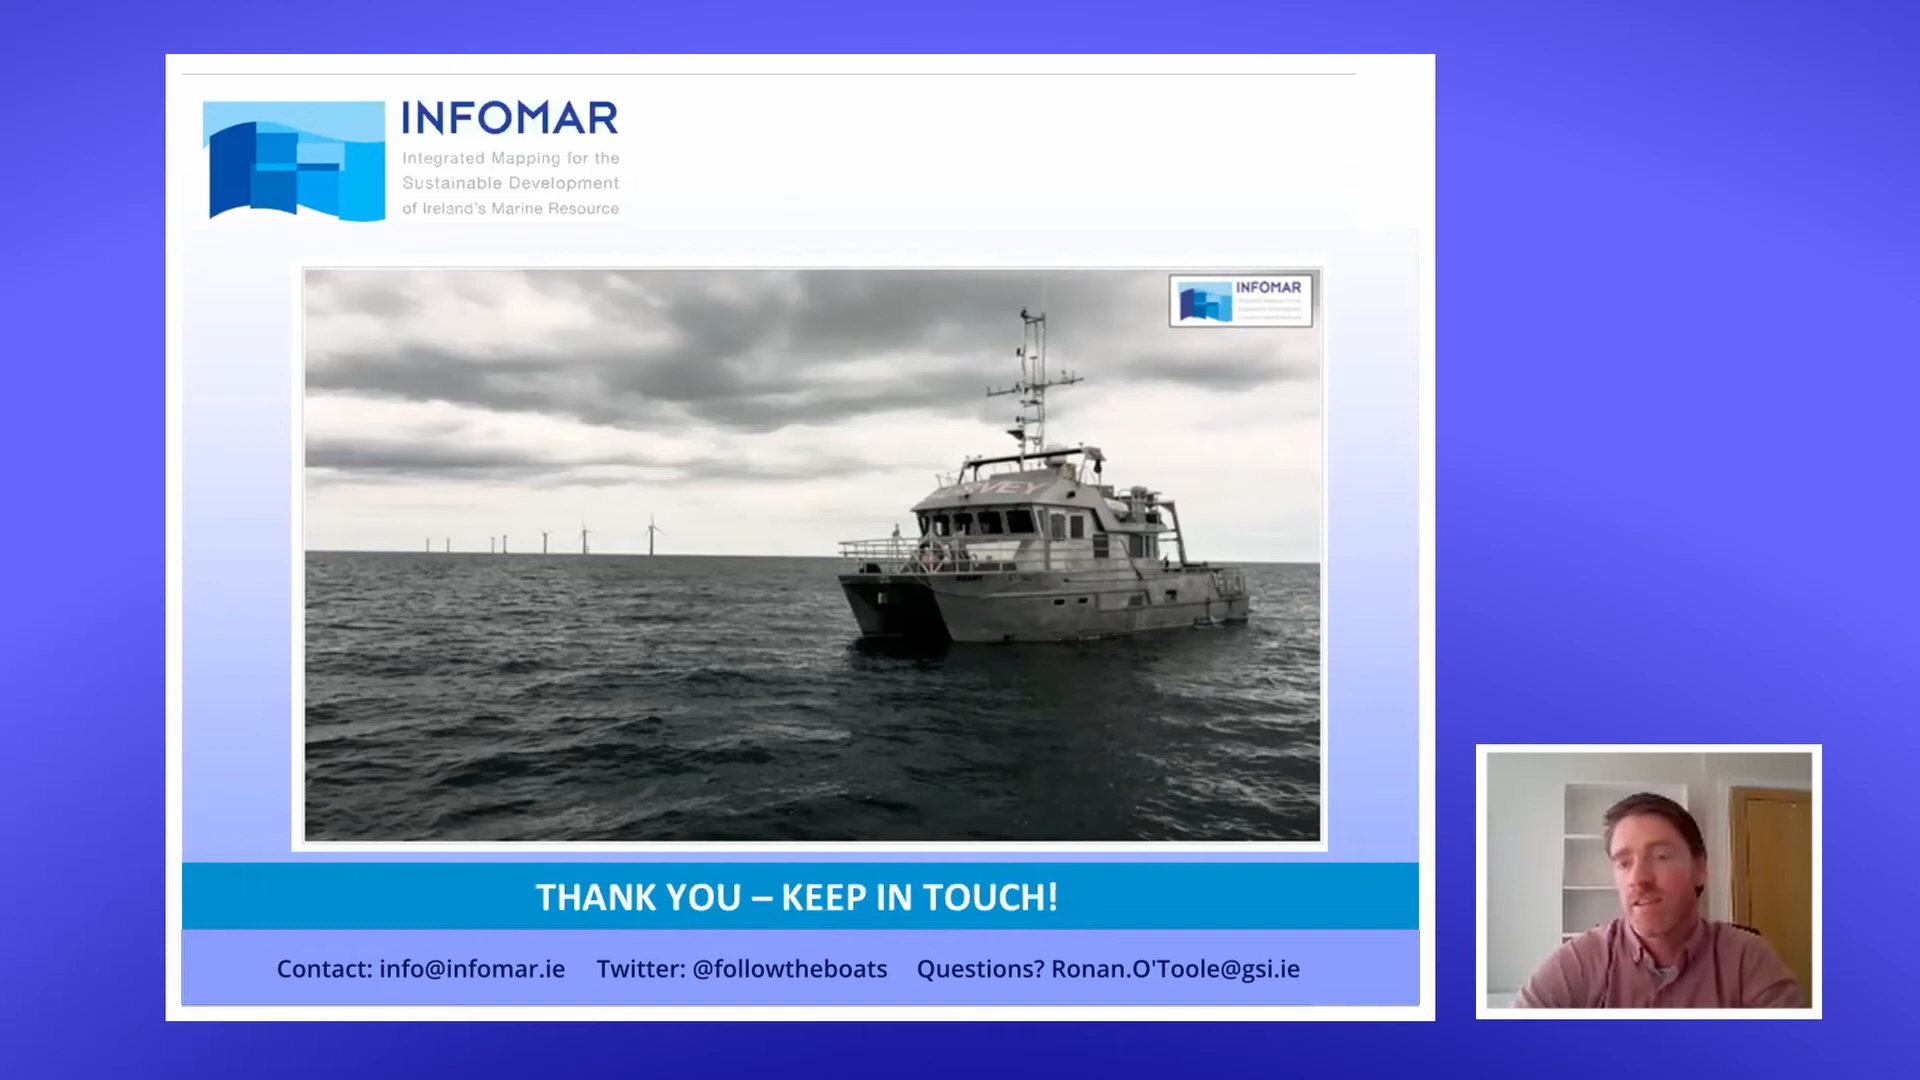 INFOMAR
Integrated Mapping for the
Sustainable Development
of Ireland's Marine Resource
INFOMAR
THANK YOU – KEEP IN TOUCH!
Contact: info@infomar.ie Twitter: @followtheboats Questions? Ronan.O'Toole@gsi.ie